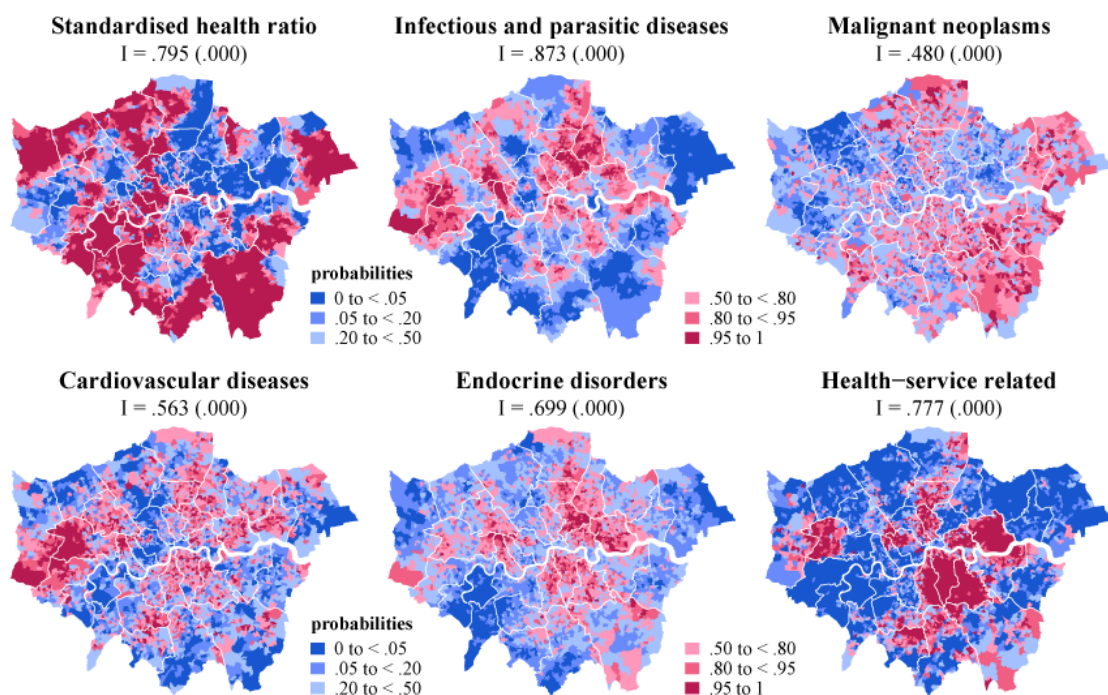 Standardised health ratio
I = .795 (.000)
Infectious and parasitic diseases
I = .873 (.000)
Malignant neoplasms
I = .480 (.000)
probabilities
0 to < .05
.05 to < .20
.20 to < .50
.50 to < .80
.80 to < .95
.95 to 1
Cardiovascular diseases
I = .563 (.000)
Endocrine disorders
I = .699 (.000)
Health−service related
I = .777 (.000)
probabilities
0 to < .05
.05 to < .20
.20 to < .50
.50 to < .80
.80 to < .95
.95 to 1